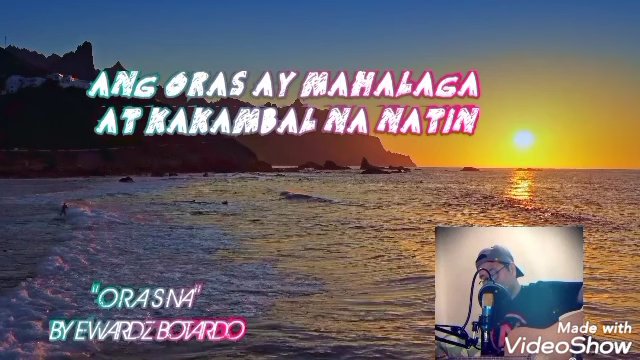 ANG ORAS AY MAHALAGA
AT KAKAMBAL NA NATIN
"ORAS NA"
BY EWARDZ BOTARDO
Made with
VideoShow